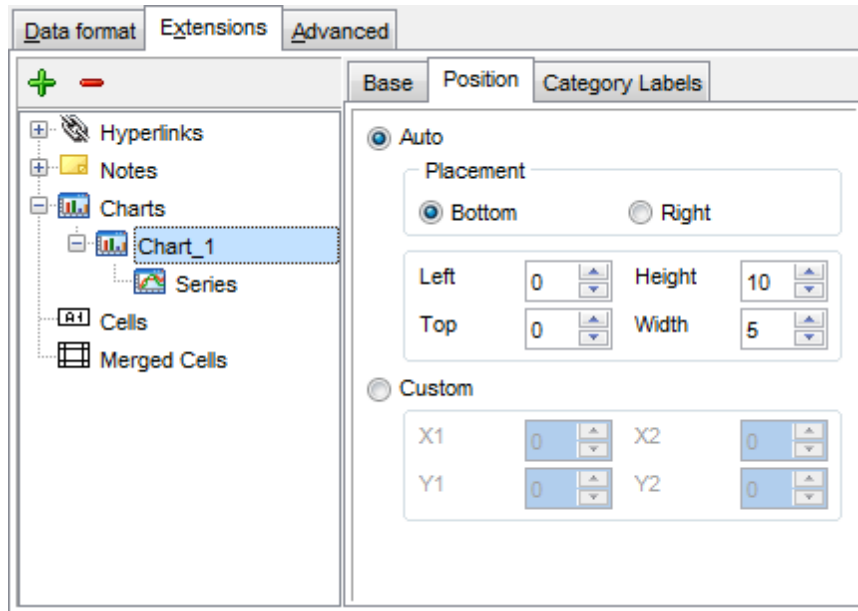 Data format Extensions Advanced
Base Position Category Labels
Hyperlinks
Notes
Charts
Chart_1
Series
Cells
Merged Cells
Auto
Placement
Bottom Right
Left 0 Height 10
Top 0 Width 5
Custom
X1 0 X2 0
Y1 0 Y2 0